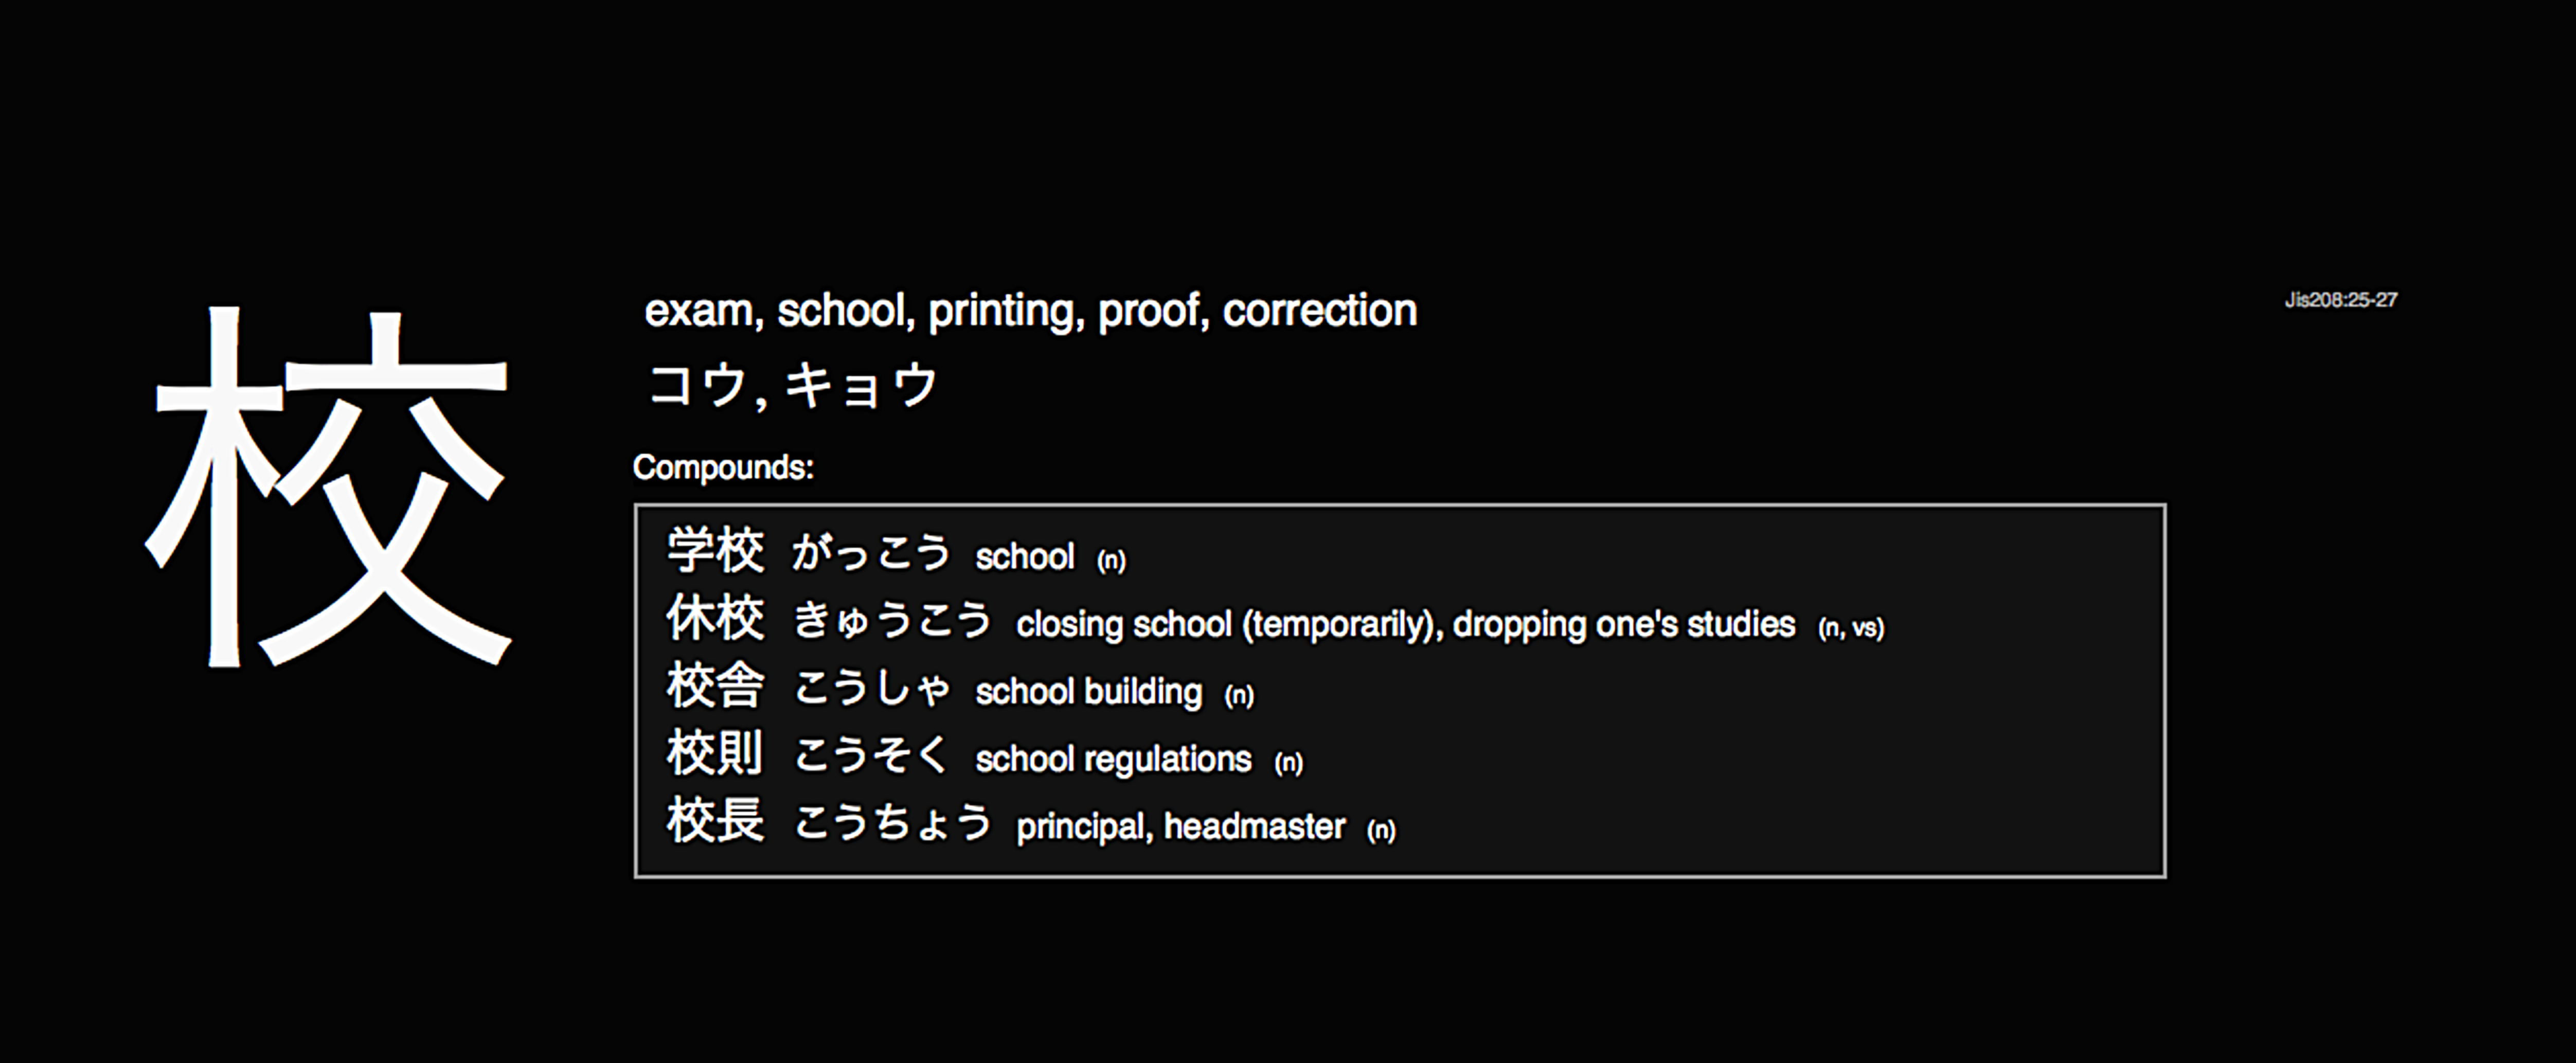 校
exam, school, printing, proof, correction
Jis208:25-27
コウ, キョウ
Compounds:
学校 がっこう school (n)
休校 きゅうこう closing school (temporarily), dropping one's studies (n, vs)
校舎 こうしゃ school building (n)
校則 こうそく school regulations (n)
校長 こうちょう principal, headmaster (n)